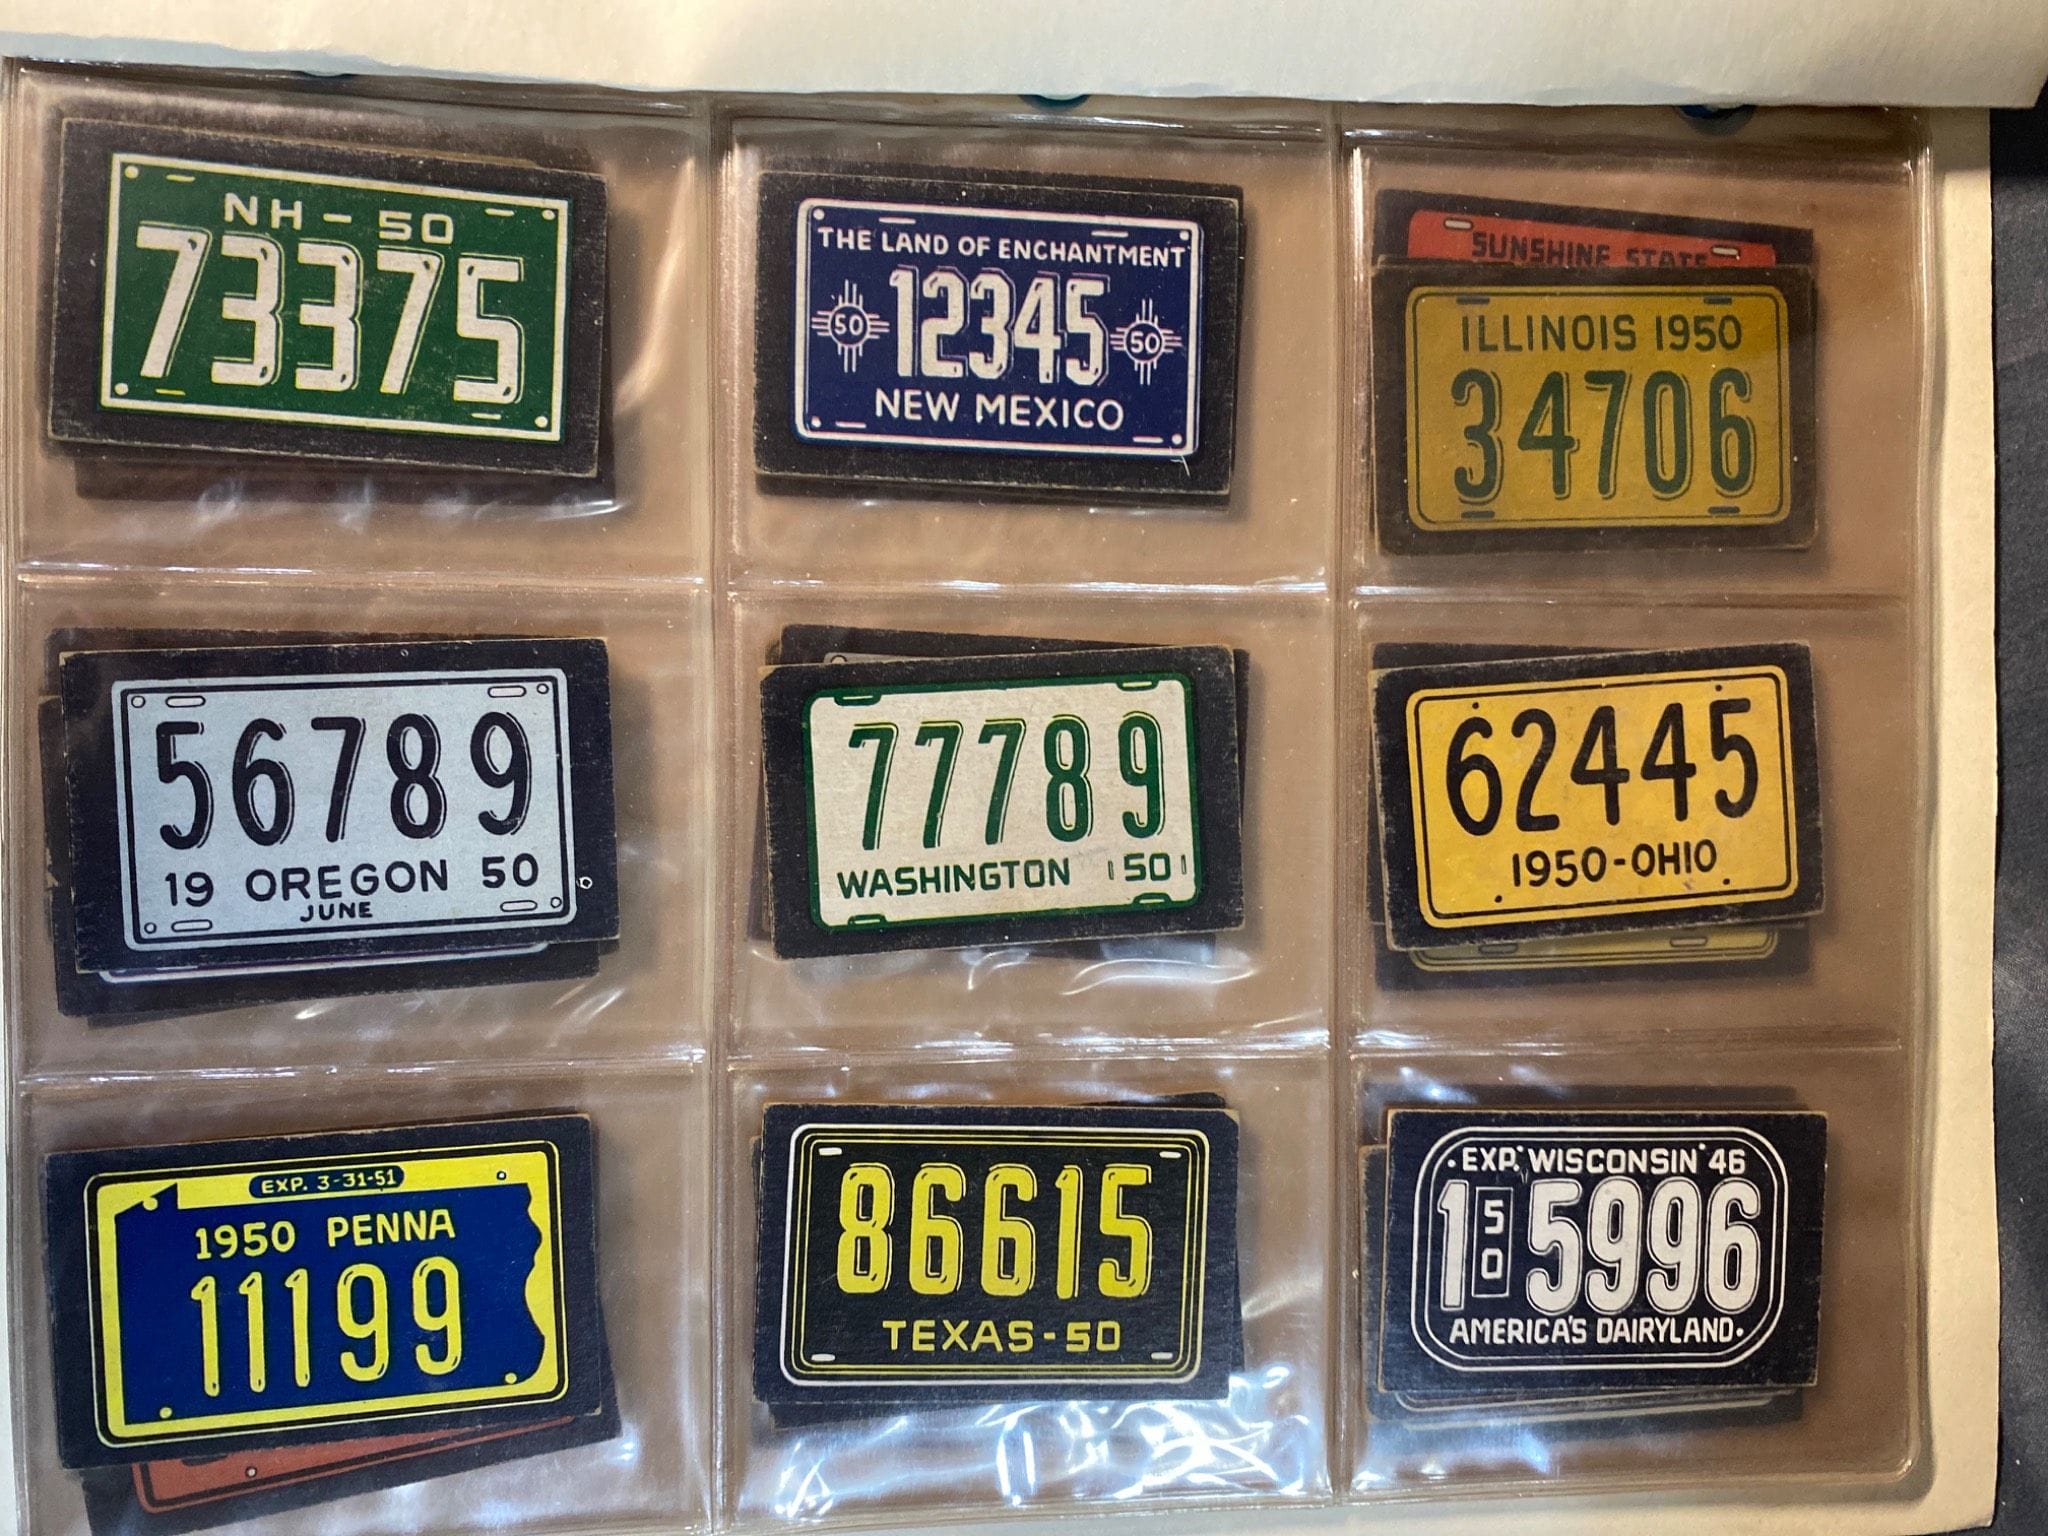 NH-50
73375
THE LAND OF ENCHANTMENT
50 12345 50
NEW MEXICO
SUNSHINE STATE
ILLINOIS 1950
34706
56789
19 OREGON 50
JUNE
77789
WASHINGTON 50
62445
1950-OHIO
EXP. 3-31-51
1950 PENNA
11199
86615
TEXAS-50
·EXP. WISCONSIN '46
1 50 5996
AMERICA'S DAIRYLAND·